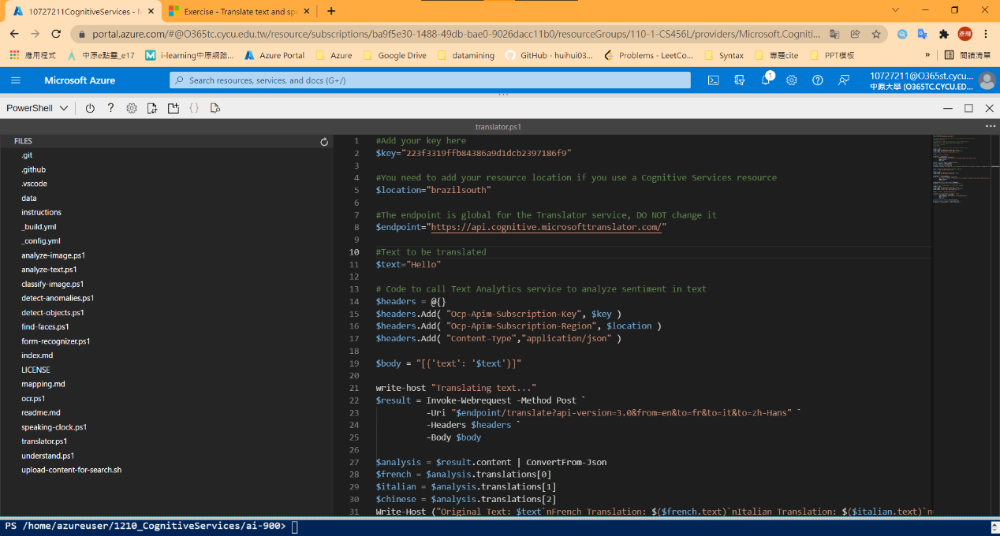 10727211CognitiveServices - M
Exercise - Translate text and spe
portal.azure.com/#@O365tc.cycu.edu.tw/resource/subscriptions/ba9f5e30-1488-49db-bae0-9026dacc11b0/resourceGroups/110-1-CS456L/providers/Microsoft.Cogniti...
應用程式
中原e點靈_e17
i-learning中原網路...
Azure Portal
Azure
Google Drive
datamining
GitHub - huihui03...
Problems - LeetCo...
Syntax
專題cite
PPT模板
»
閱讀清單
Microsoft Azure
Search resources, services, and docs (G+/)
1
10727211@O365st.cycu....
中原大學 (O365TC.CYCU.ED...
PowerShell
translator.ps1
FILES
.git
.github
.vscode
data
instructions
_build.yml
_config.yml
analyze-image.ps1
analyze-text.ps1
classify-image.ps1
detect-anomalies.ps1
detect-objects.ps1
find-faces.ps1
form-recognizer.ps1
index.md
LICENSE
mapping.md
ocr.ps1
readme.md
speaking-clock.ps1
translator.ps1
understand.ps1
upload-content-for-search.sh
1 #Add your key here
2 $key="223f3319ffb84386a9d1dcb2397186f9"
3
4 #You need to add your resource location if you use a Cognitive Services resource
5 $location="brazilsouth"
6
7 #The endpoint is global for the Translator service, DO NOT change it
8 $endpoint="https://api.cognitive.microsofttranslator.com/"
9
10 #Text to be translated
11 $text="Hello"
12
13 # Code to call Text Analytics service to analyze sentiment in text
14 $headers = @{}
15 $headers.Add( "Ocp-Apim-Subscription-Key", $key )
16 $headers.Add( "Ocp-Apim-Subscription-Region", $location )
17 $headers.Add( "Content-Type","application/json" )
18
19 $body = "[{'text': '$text'}]"
20
21 write-host "Translating text..."
22 $result = Invoke-Webrequest -Method Post `
23 -Uri "$endpoint/translate?api-version=3.0&from=en&to=fr&to=it&to=zh-Hans" `
24 -Headers $headers `
25 -Body $body
26
27 $analysis = $result.content | ConvertFrom-Json
28 $french = $analysis.translations[0]
29 $italian = $analysis.translations[1]
30 $chinese = $analysis.translations[2]
31 Write-Host ("Original Text: $text`nFrench Translation: $($french.text)`nItalian Translation: $($italian.text)`n
PS /home/azureuser/1210_CognitiveServices/ai-900>